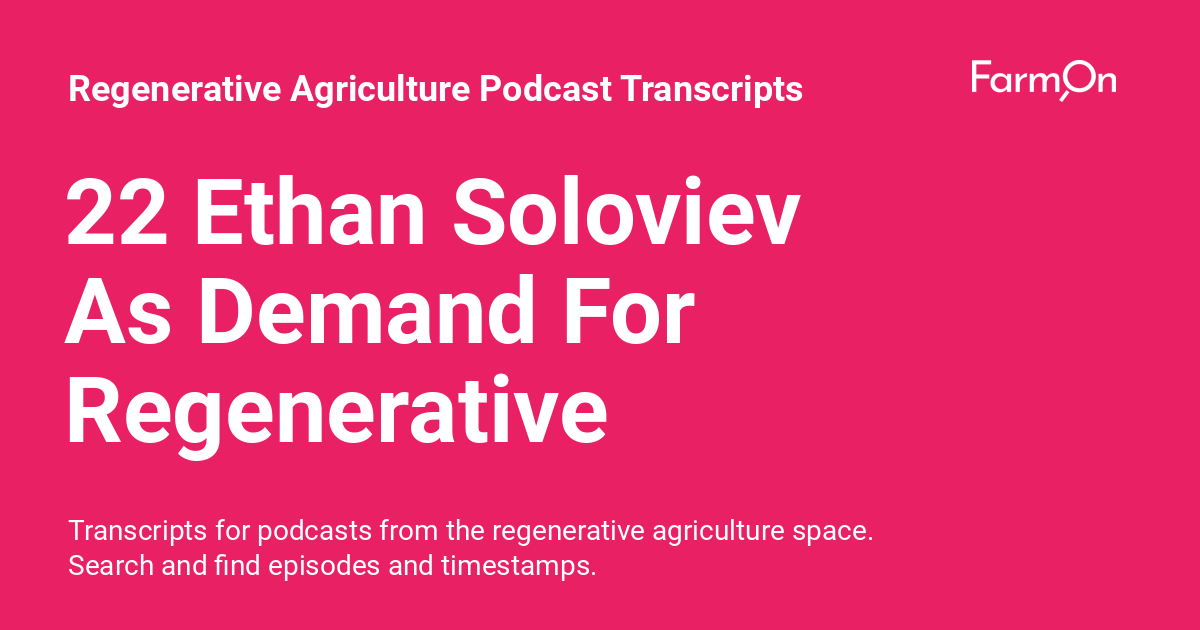 Regenerative Agriculture Podcast Transcripts
FarmOn
22 Ethan Soloviev
As Demand For
Regenerative
Transcripts for podcasts from the regenerative agriculture space.
Search and find episodes and timestamps.